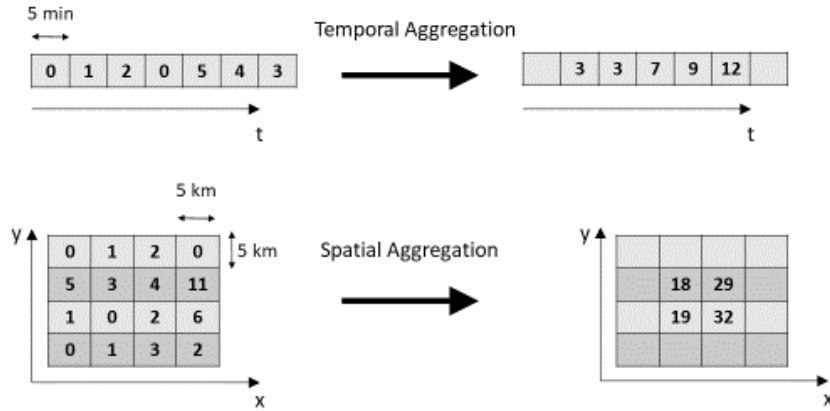 5 min
Temporal Aggregation
0 1 2 0 5 4 3
3 3 7 9 12
t
t
5 km
y
y
0 1 2 0
5 km
Spatial Aggregation
5 3 4 11
18 29
1 0 2 6
19 32
0 1 3 2
x
x